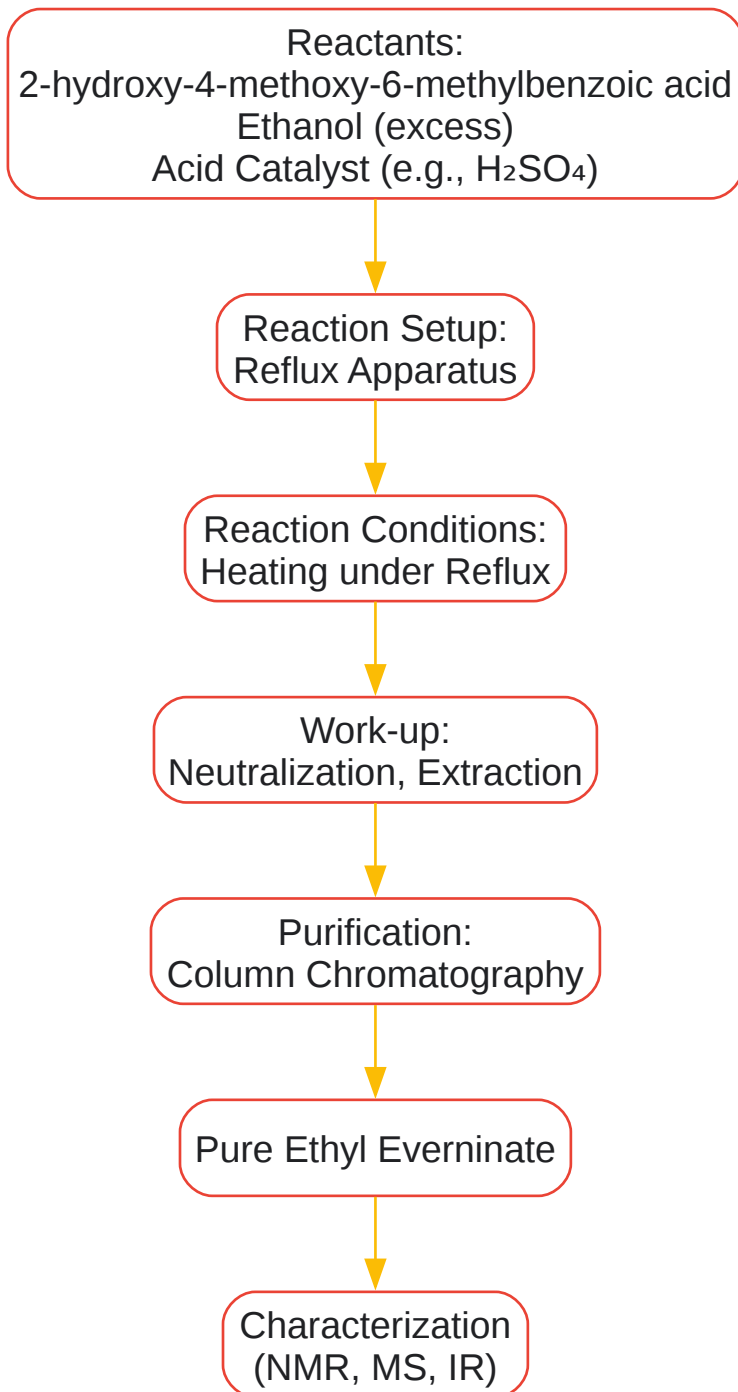 Reactants:
2-hydroxy-4-methoxy-6-methylbenzoic acid
Ethanol (excess)
Acid Catalyst (e.g., H₂SO₄)
Reaction Setup:
Reflux Apparatus
Reaction Conditions:
Heating under Reflux
Work-up:
Neutralization, Extraction
Purification:
Column Chromatography
Pure Ethyl Everninate
Characterization
(NMR, MS, IR)